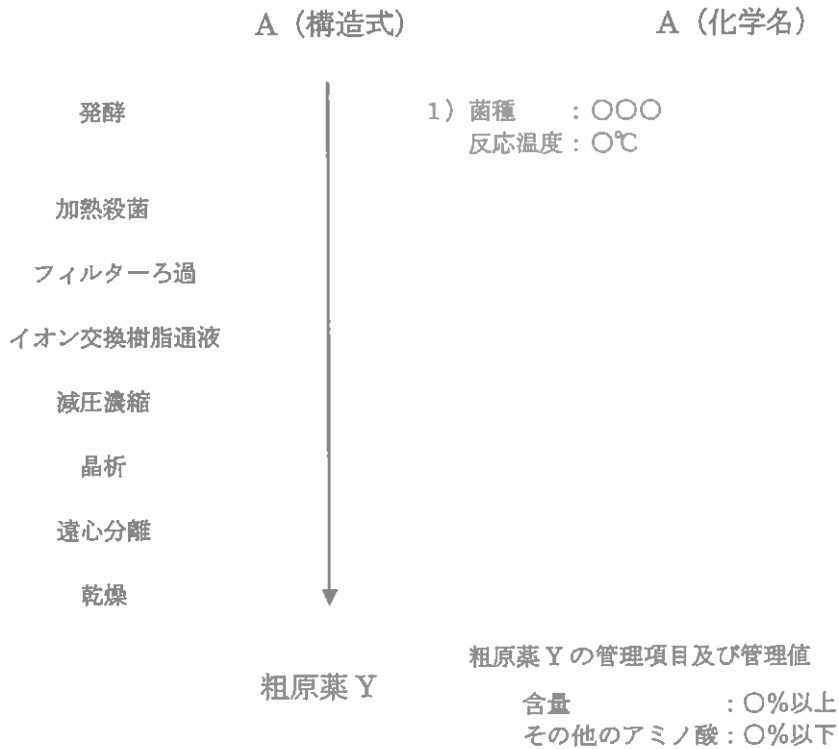 A（構造式）
A（化学名）
発酵
1）菌種　　：○○○
反応温度：○℃
加熱殺菌
フィルターろ過
イオン交換樹脂通液
減圧濃縮
晶析
遠心分離
乾燥
粗原薬 Y の管理項目及び管理値
粗原薬 Y
含量　　　　　：○%以上
その他のアミノ酸：○%以下